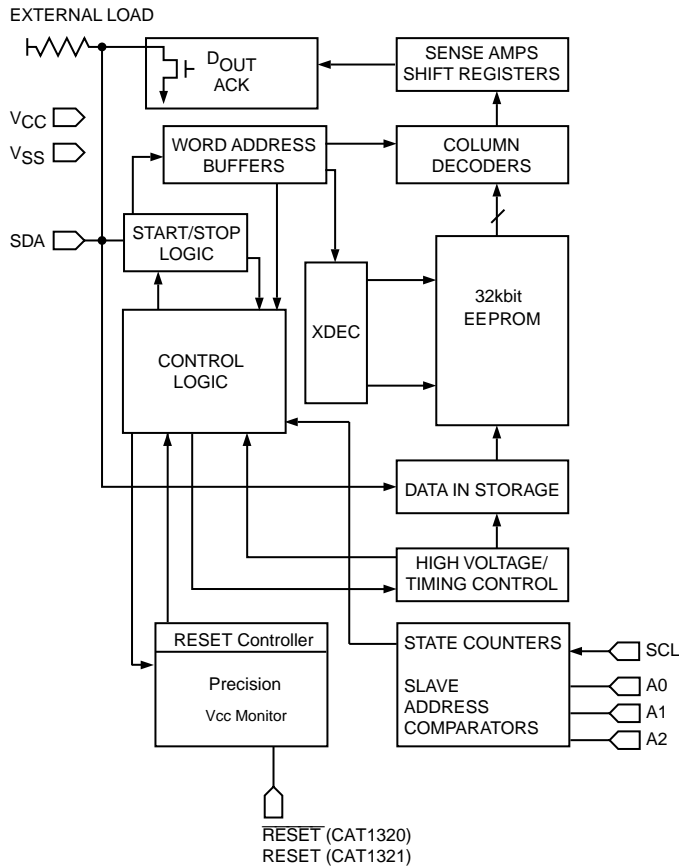 EXTERNAL LOAD
DOUT
ACK
SENSE AMPS
SHIFT REGISTERS
VCC
VSS
WORD ADDRESS
BUFFERS
COLUMN
DECODERS
SDA
START/STOP
LOGIC
XDEC
32kbit
EEPROM
CONTROL
LOGIC
DATA IN STORAGE
HIGH VOLTAGE/
TIMING CONTROL
RESET Controller
Precision
Vcc Monitor
STATE COUNTERS
SLAVE
ADDRESS
COMPARATORS
SCL
A0
A1
A2
RESET (CAT1320)
RESET (CAT1321)